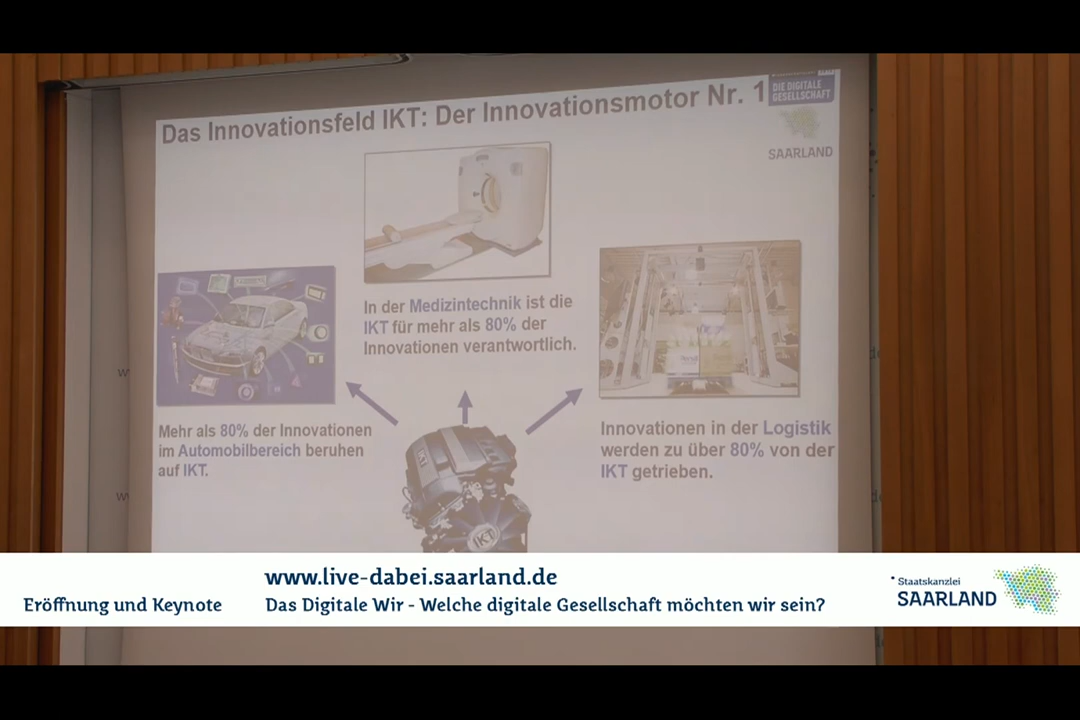 Das Innovationsfeld IKT: Der Innovationsmotor Nr. 1
DIE DIGITALE
GESELLSCHAFT
SAARLAND
In der Medizintechnik ist die
IKT für mehr als 80% der
Innovationen verantwortlich.
Mehr als 80% der Innovationen
im Automobilbereich beruhen
auf IKT.
Innovationen in der Logistik
werden zu über 80% von der
IKT getrieben.
IKT
www.live-dabei.saarland.de
Eröffnung und Keynote
Das Digitale Wir - Welche digitale Gesellschaft möchten wir sein?
Staatskanzlei
SAARLAND